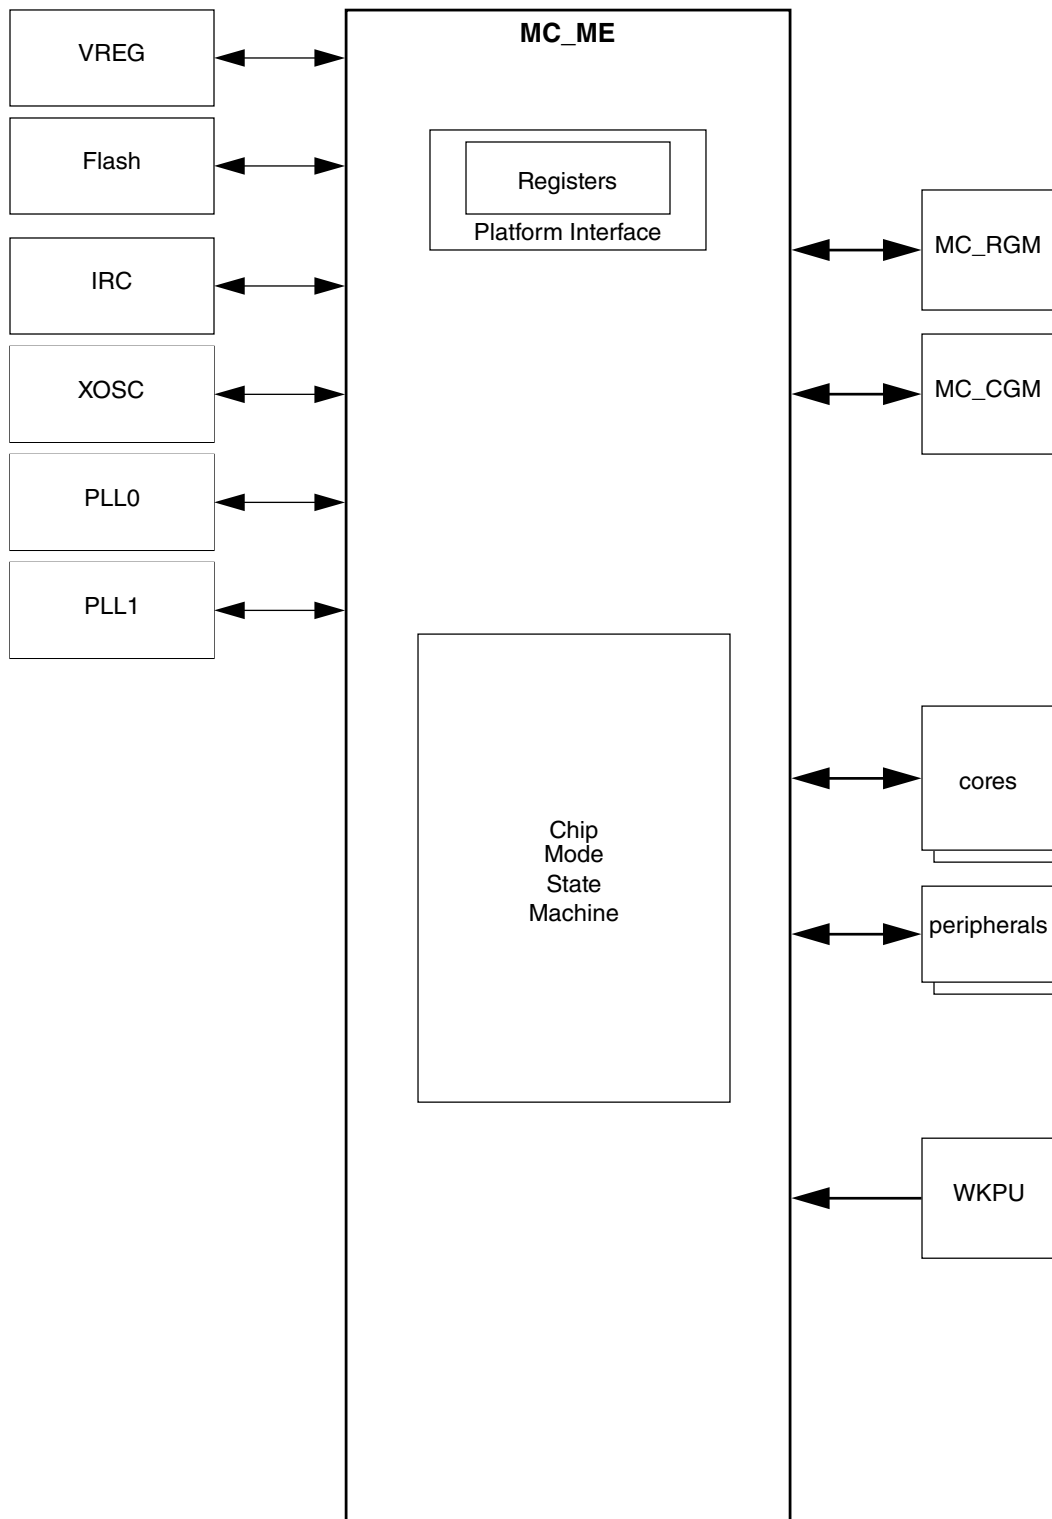 MC_ME
VREG
Flash
IRC
XOSC
PLL0
PLL1
Registers
Platform Interface
Chip
Mode
State
Machine
MC_RGM
MC_CGM
cores
peripherals
WKPU